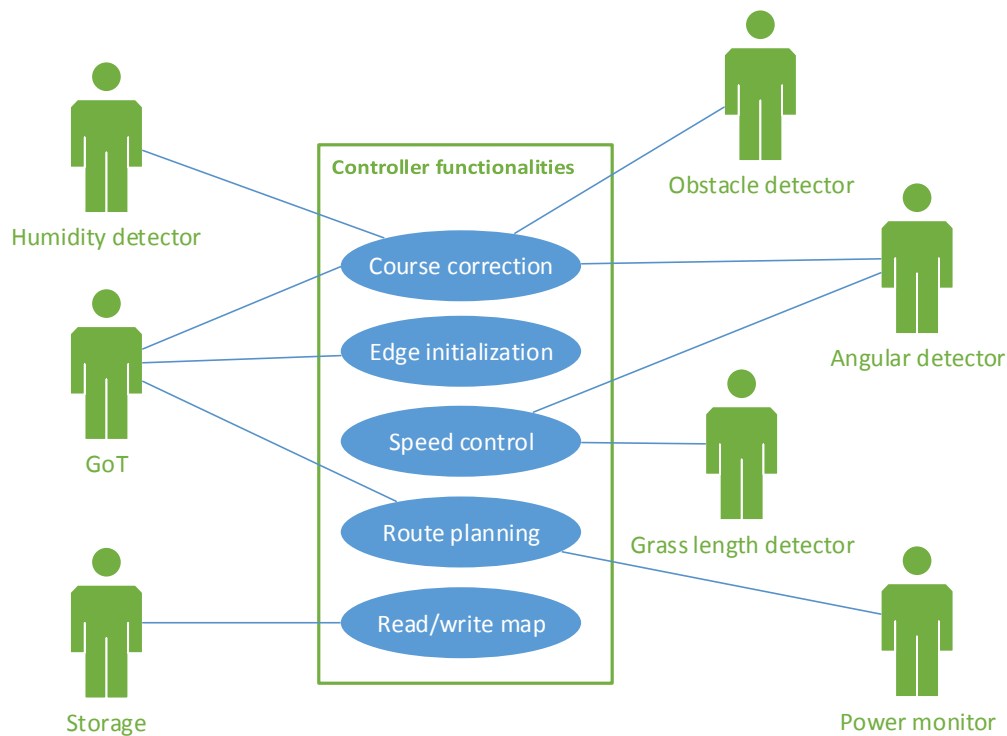 Controller functionalities
Humidity detector
Obstacle detector
Course correction
Edge initialization
Angular detector
GoT
Speed control
Grass length detector
Route planning
Read/write map
Storage
Power monitor